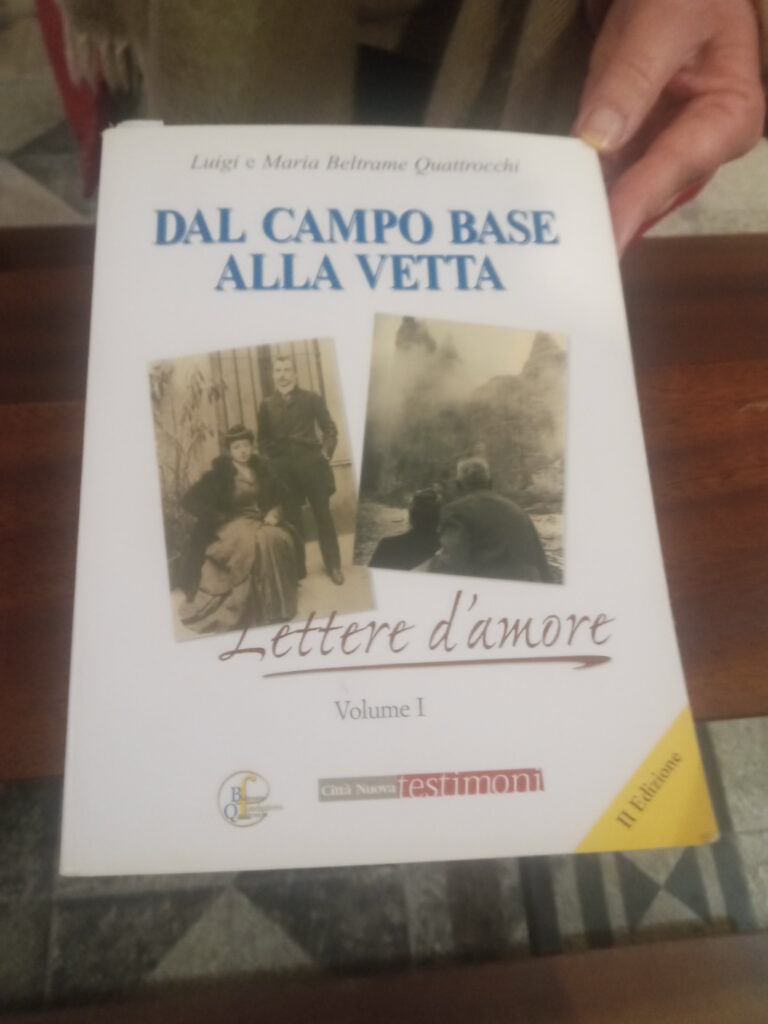 Luigi e Maria Beltrame Quattrocchi
DAL CAMPO BASE
ALLA VETTA
Lettere d'amore
Volume I
B
f
Q
Città Nuova testimoni
II Edizione